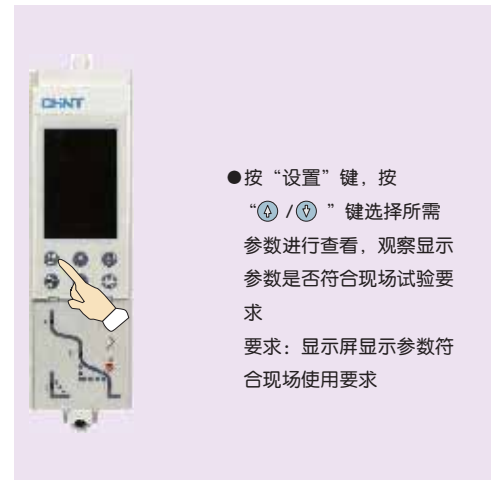 CHNT
●按“设置”键，按
“ / ”键选择所需
参数进行查看，观察显示
参数是否符合现场试验要
求
要求：显示屏显示参数符
合现场使用要求